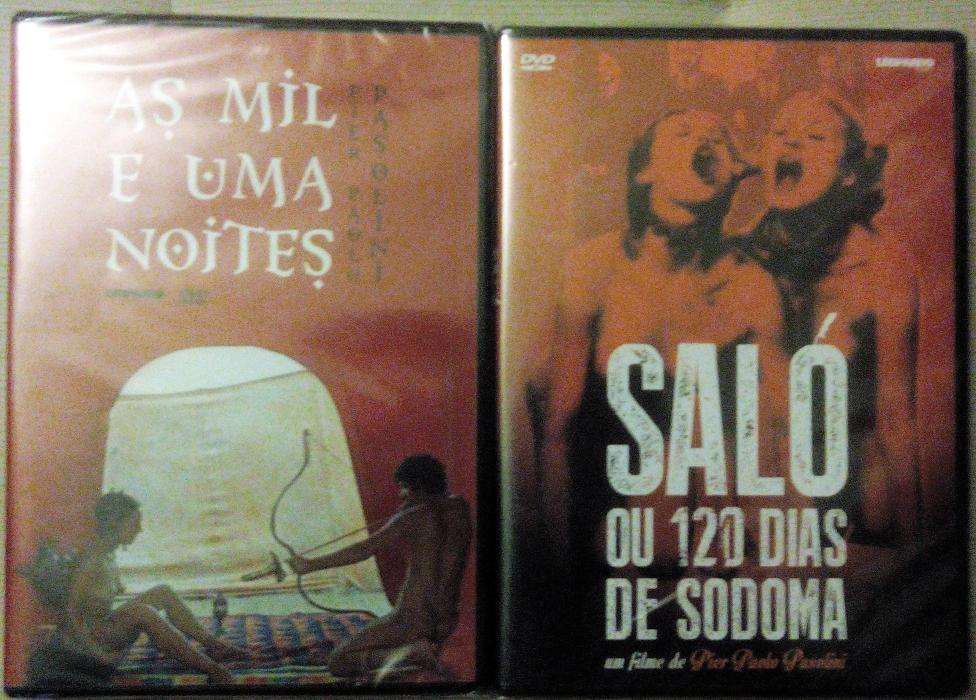 AS MIL
E UMA
NOITES
PIER PAOLO
PASOLINI
DVD
SALÓ
OU 120 DIAS
DE SODOMA
um filme de Pier Paolo Pasolini